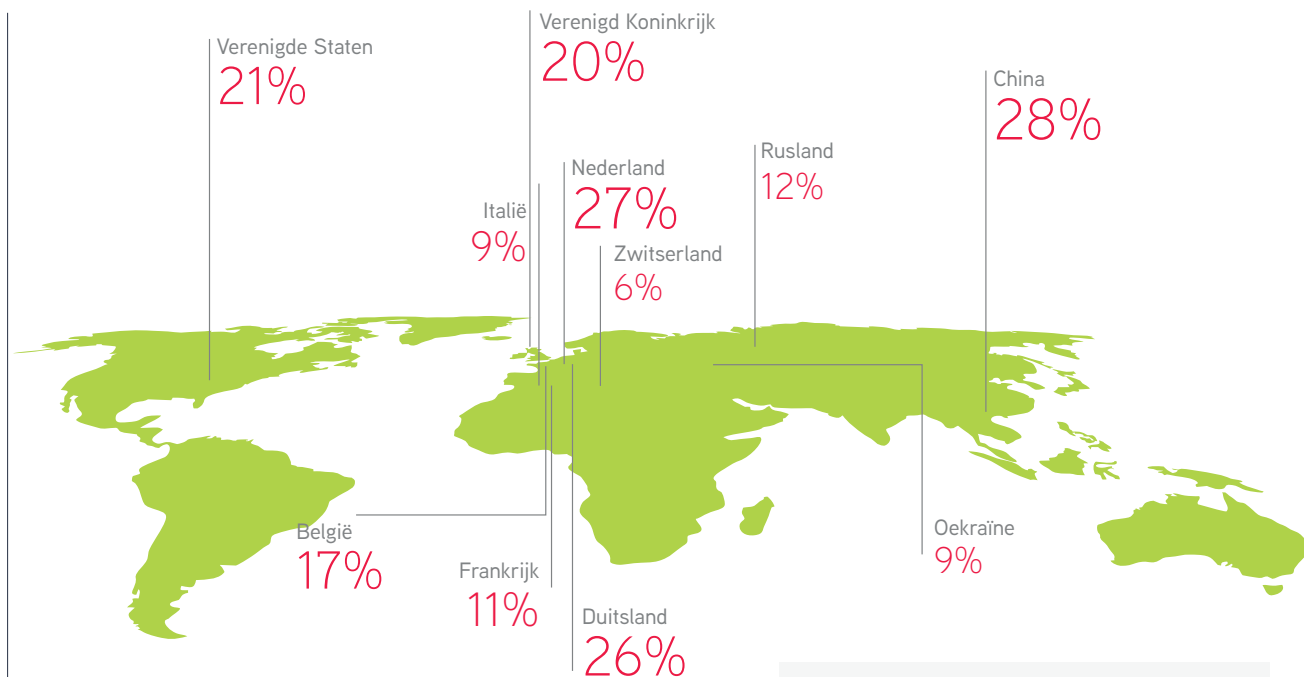 Verenigd Koninkrijk
20%
Verenigde Staten
21%
China
28%
Rusland
12%
Nederland
27%
Italië
9%
Zwitserland
6%
België
17%
Oekraïne
9%
Frankrijk
11%
Duitsland
26%